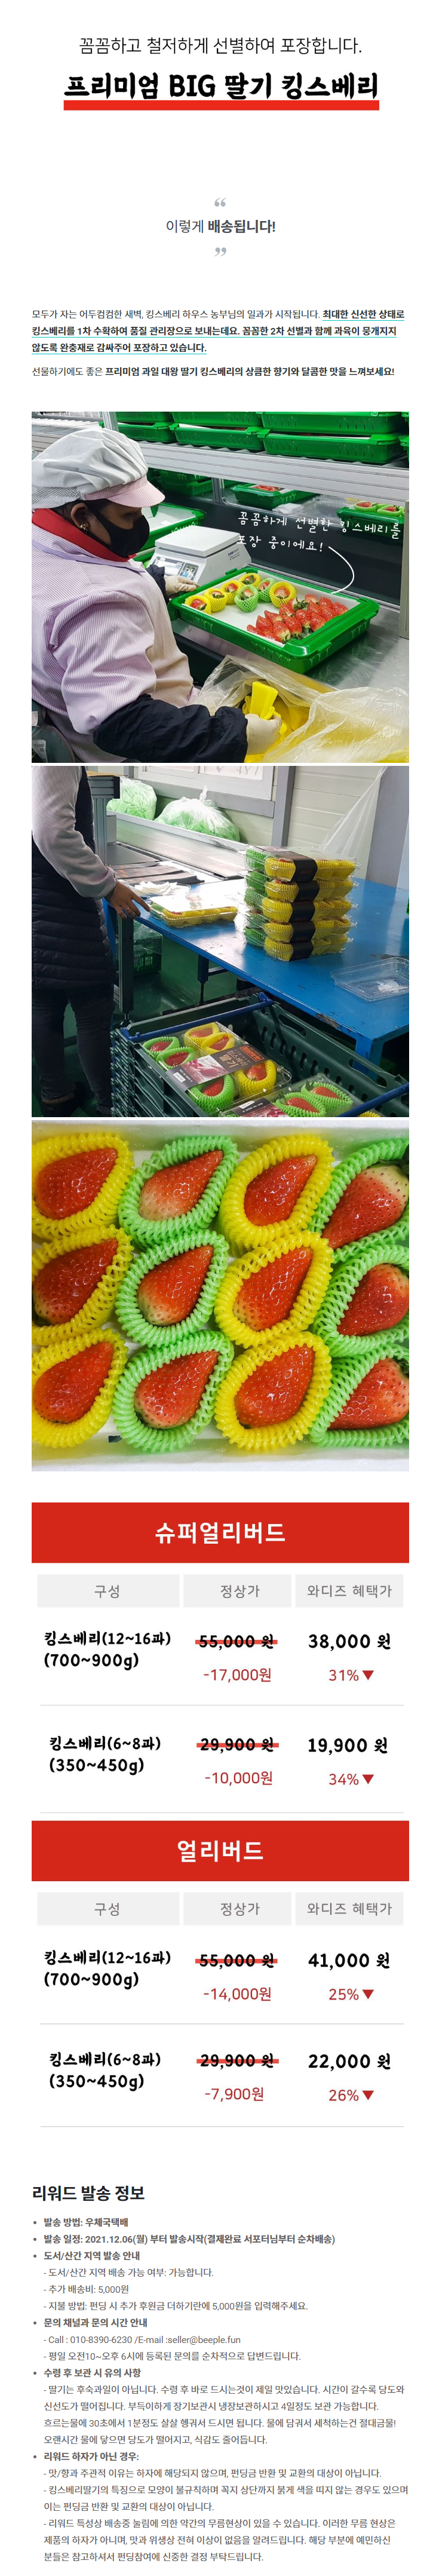 꼼꼼하고 철저하게 선별하여 포장합니다.
프리미엄 BIG 딸기 킹스베리
“
이렇게 배송됩니다!
”
모두가 자는 어두컴컴한 새벽, 킹스베리 하우스 농부님의 일과가 시작됩니다. 최대한 신선한 상태로
킹스베리를 1차 수확하여 품질 관리장으로 보내는데요. 꼼꼼한 2차 선별과 함께 과육이 뭉개지지
않도록 완충재로 감싸주어 포장하고 있습니다.
선물하기에도 좋은 프리미엄 과일 대왕 딸기 킹스베리의 상큼한 향기와 달콤한 맛을 느껴보세요!
꼼꼼하게 선별한 킹스베리를
포장 중이에요!
슈퍼얼리버드
구성 정상가 와디즈 혜택가
킹스베리(12~16과) 55,000 원 38,000 원
(700~900g) -17,000원 31%▼
킹스베리(6~8과) 29,900 원 19,900 원
(350~450g) -10,000원 34%▼
얼리버드
구성 정상가 와디즈 혜택가
킹스베리(12~16과) 55,000 원 41,000 원
(700~900g) -14,000원 25%▼
킹스베리(6~8과) 29,900 원 22,000 원
(350~450g) -7,900원 26%▼
리워드 발송 정보
• 발송 방법: 우체국택배
• 발송 일정: 2021.12.06(월) 부터 발송시작(결제완료 서포터님부터 순차배송)
• 도서/산간 지역 발송 안내
- 도서/산간 지역 배송 가능 여부: 가능합니다.
- 추가 배송비: 5,000원
- 지불 방법: 펀딩 시 추가 후원금 더하기란에 5,000원을 입력해주세요.
• 문의 채널과 문의 시간 안내
- Call : 010-8390-6230 /E-mail :seller@beeple.fun
- 평일 오전10~오후 6시에 등록된 문의를 순차적으로 답변드립니다.
• 수령 후 보관 시 유의 사항
- 딸기는 후숙과일이 아닙니다. 수령 후 바로 드시는것이 제일 맛있습니다. 시간이 갈수록 당도와
신선도가 떨어집니다. 부득이하게 장기보관시 냉장보관하시고 4일정도 보관 가능합니다.
흐르는물에 30초에서 1분정도 살살 헹궈서 드시면 됩니다. 물에 담궈서 세척하는건 절대금물!
오랜시간 물에 닿으면 당도가 떨어지고, 식감도 줄어듭니다.
• 리워드 하자가 아닌 경우:
- 맛/향과 주관적 이유는 하자에 해당되지 않으며, 펀딩금 반환 및 교환의 대상이 아닙니다.
- 킹스베리딸기의 특징으로 모양이 불규칙하며 꼭지 상단까지 붉게 색을 띠지 않는 경우도 있으며
이는 펀딩금 반환 및 교환의 대상이 아닙니다.
- 리워드 특성상 배송중 눌림에 의한 약간의 무름현상이 있을 수 있습니다. 이러한 무름 현상은
제품의 하자가 아니며, 맛과 위생상 전혀 이상이 없음을 알려드립니다. 해당 부분에 예민하신
분들은 참고하셔서 펀딩참여에 신중한 결정 부탁드립니다.